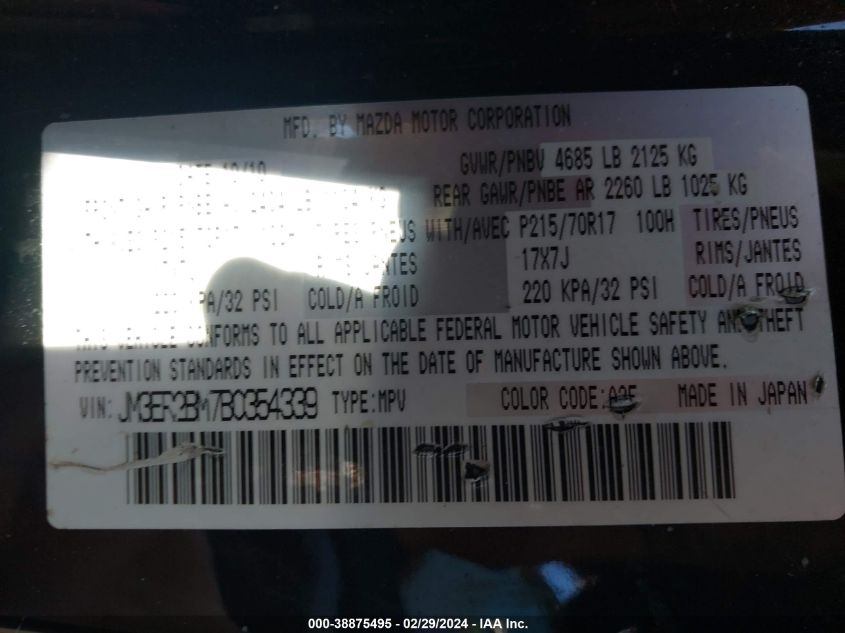 MFD. BY MAZDA MOTOR CORPORATION
10/10 GVWR/PNBV 4685 LB 2125 KG
REAR GAWR/PNBE AR 2260 LB 1025 KG
WITH/AVEC P215/70R17 100H TIRES/PNEUS
17X7J RIMS/JANTES
KPA/32 PSI COLD/A FROID 220 KPA/32 PSI COLD/A FROID
THIS VEHICLE CONFORMS TO ALL APPLICABLE FEDERAL MOTOR VEHICLE SAFETY AND THEFT
PREVENTION STANDARDS IN EFFECT ON THE DATE OF MANUFACTURE SHOWN ABOVE.
VIN: JM3ER2BM7B0354339 TYPE:MPV COLOR CODE: MADE IN JAPAN
000-38875495 - 02/29/2024 - IAA Inc.